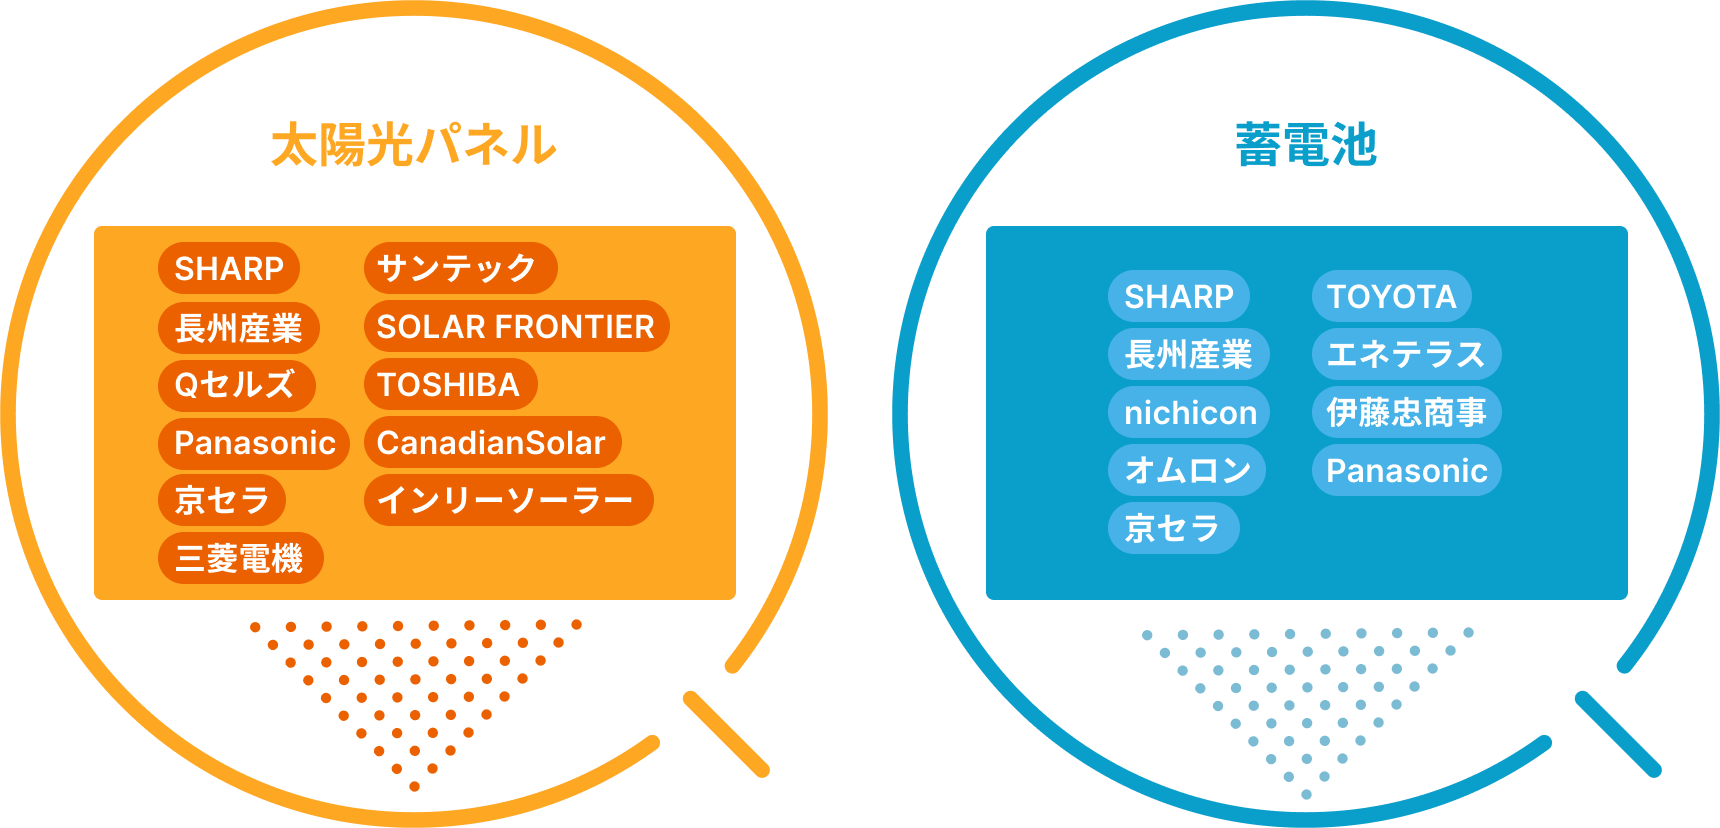 太陽光パネル
SHARP
長州産業
Qセルズ
Panasonic
京セラ
三菱電機
サンテック
SOLAR FRONTIER
TOSHIBA
CanadianSolar
インリーソーラー
蓄電池
SHARP
長州産業
nichicon
オムロン
京セラ
TOYOTA
エネテラス
伊藤忠商事
Panasonic